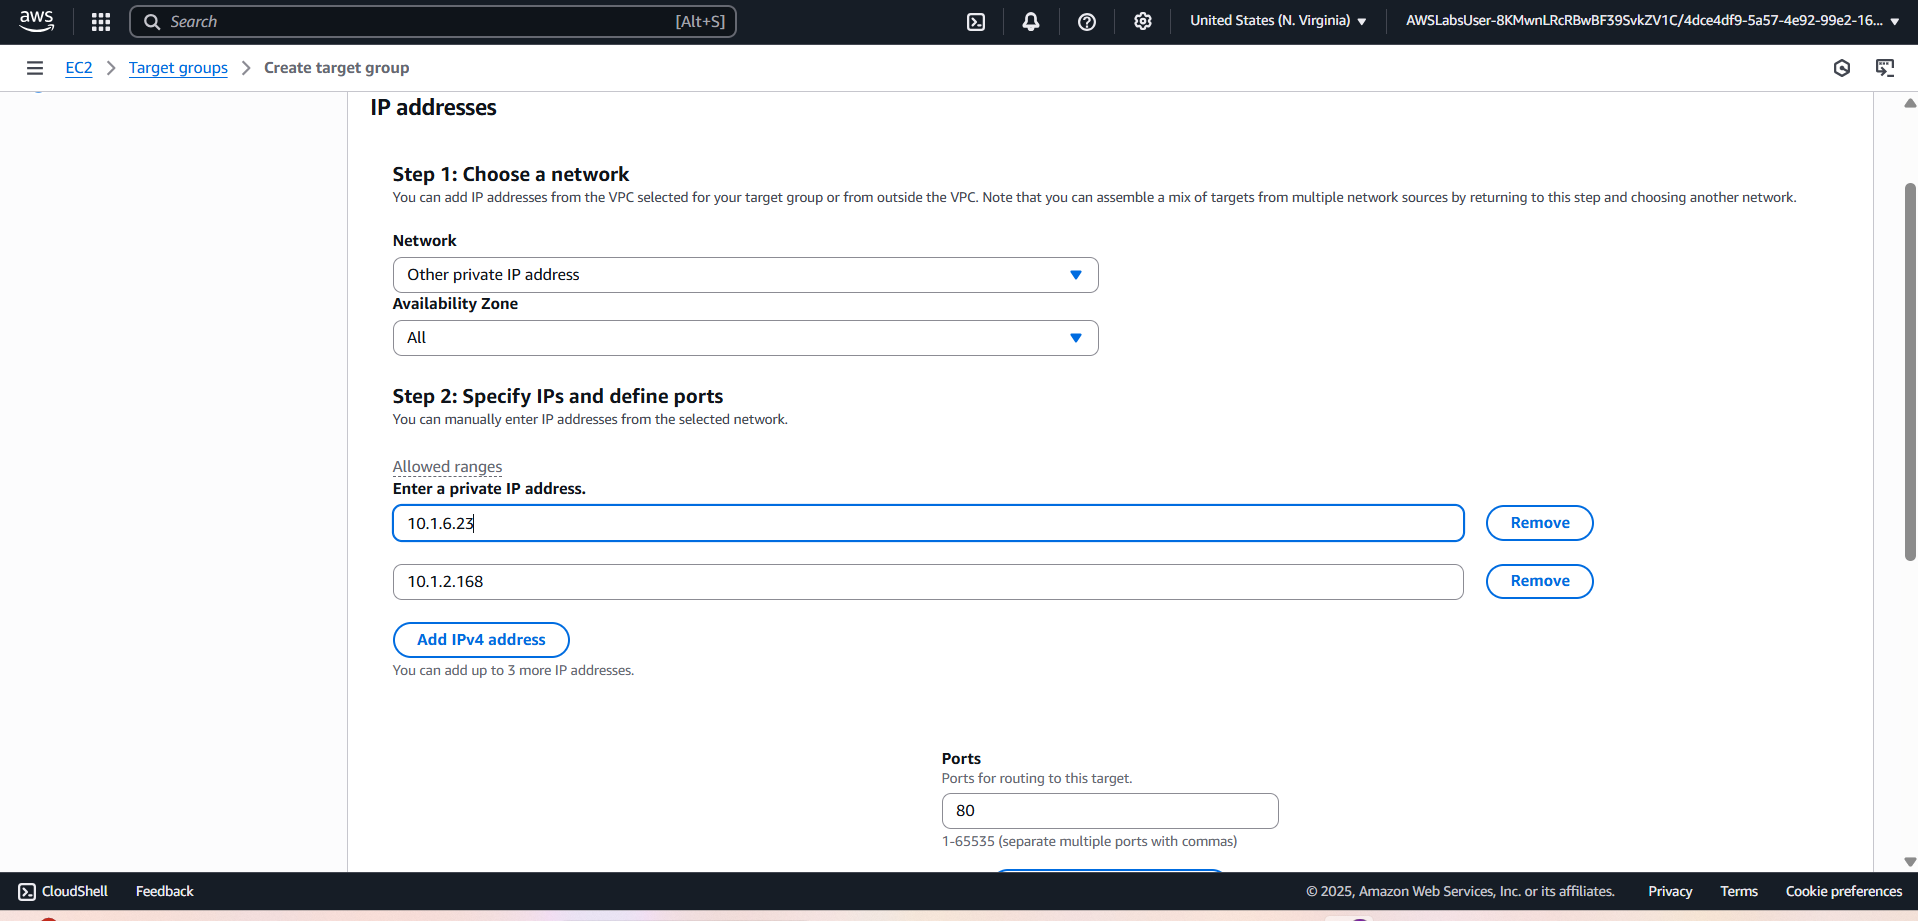 aws
Search [Alt+S]
United States (N. Virginia)
AWSLabsUser-8KMwnLRcRBwBF39SvkZV1C/4dce4df9-5a57-4e92-99e2-16...
EC2 Target groups Create target group
IP addresses
Step 1: Choose a network
You can add IP addresses from the VPC selected for your target group or from outside the VPC. Note that you can assemble a mix of targets from multiple network sources by returning to this step and choosing another network.
Network
Other private IP address
Availability Zone
All
Step 2: Specify IPs and define ports
You can manually enter IP addresses from the selected network.
Allowed ranges
Enter a private IP address.
10.1.6.23
Remove
10.1.2.168
Remove
Add IPv4 address
You can add up to 3 more IP addresses.
Ports
Ports for routing to this target.
80
1-65535 (separate multiple ports with commas)
CloudShell Feedback
© 2025, Amazon Web Services, Inc. or its affiliates. Privacy Terms Cookie preferences